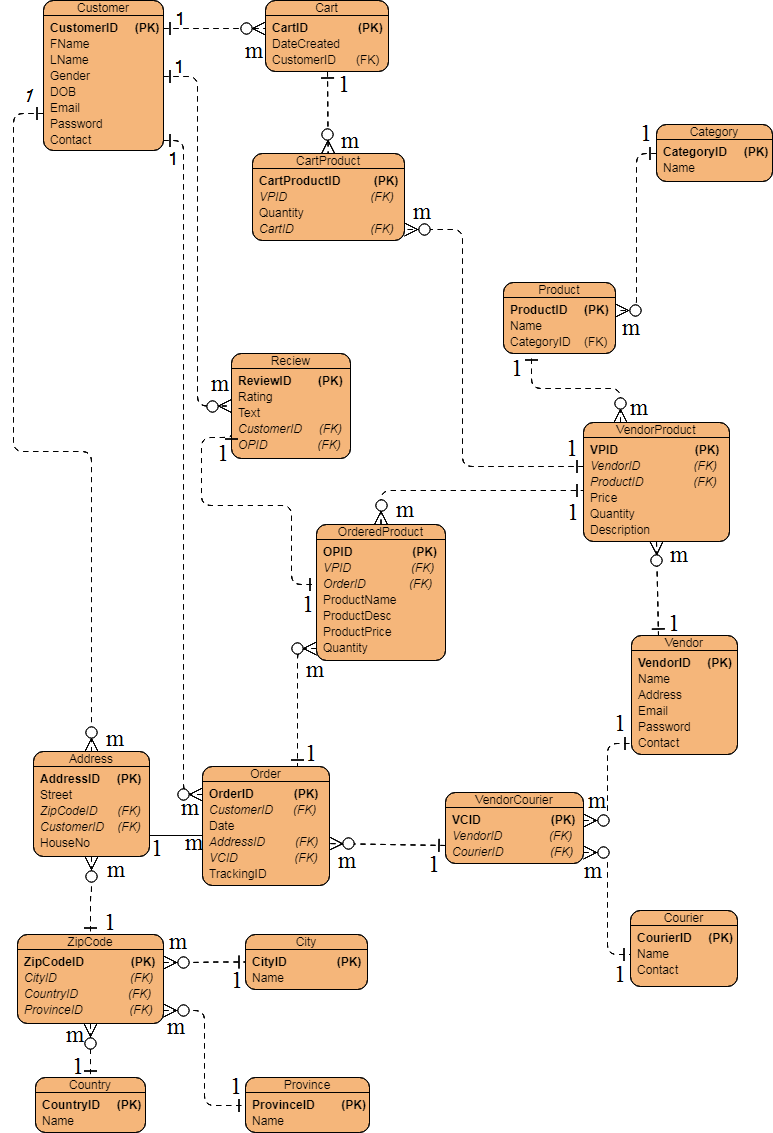 Customer
CustomerID (PK)
FName
LName
Gender
DOB
Email
Password
Contact
1
1
1
1
m
Cart
CartID (PK)
DateCreated
CustomerID (FK)
1
m
CartProduct
CartProductID (PK)
VPID (FK)
Quantity
CartID (FK)
m
1
Category
CategoryID (PK)
Name
Product
ProductID (PK)
Name
CategoryID (FK)
m
1
m
Reciew
ReviewID (PK)
Rating
Text
CustomerID (FK)
OPID (FK)
m
1
VendorProduct
VPID (PK)
VendorID (FK)
ProductID (FK)
Price
Quantity
Description
1
1
m
m
OrderedProduct
OPID (PK)
VPID (FK)
OrderID (FK)
ProductName
ProductDesc
ProductPrice
Quantity
1
m
1
Vendor
VendorID (PK)
Name
Address
Email
Password
Contact
1
m
Address
AddressID (PK)
Street
ZipCodeID (FK)
CustomerID (FK)
HouseNo
1
m
1
Order
OrderID (PK)
CustomerID (FK)
Date
AddressID (FK)
VCID (FK)
TrackingID
m
m
m
1
VendorCourier
VCID (PK)
VendorID (FK)
CourierID (FK)
m
m
m
1
ZipCode
ZipCodeID (PK)
CityID (FK)
CountryID (FK)
ProvinceID (FK)
m
1
City
CityID (PK)
Name
Courier
CourierID (PK)
Name
Contact
1
m
m
1
Country
CountryID (PK)
Name
1
Province
ProvinceID (PK)
Name